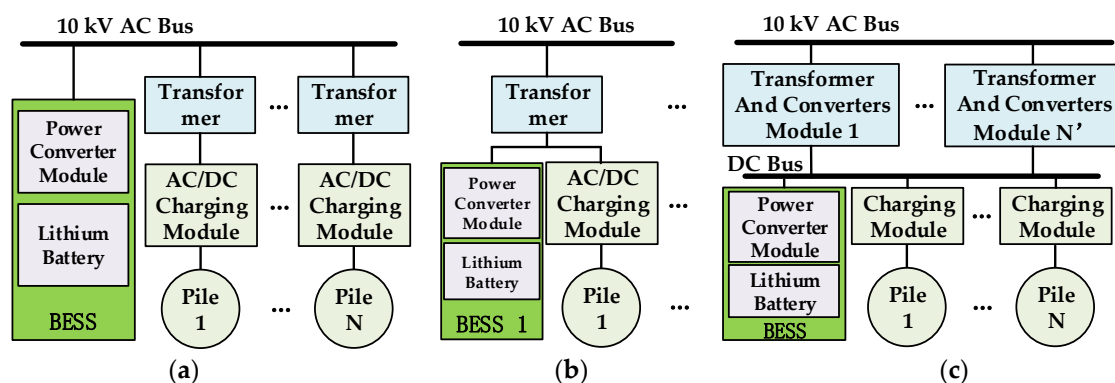 10 kV AC Bus
Transfor
mer
...
Transfor
mer
Power
Converter
Module
Lithium
Battery
BESS
AC/DC
Charging
Module
...
AC/DC
Charging
Module
Pile
1
...
Pile
N
(a)
10 kV AC Bus
Transfor
mer
...
Power
Converter
Module
Lithium
Battery
BESS 1
AC/DC
Charging
Module
...
Pile
1
...
(b)
10 kV AC Bus
Transformer
And Converters
Module 1
...
Transformer
And Converters
Module N'
DC Bus
Power
Converter
Module
Lithium
Battery
BESS
Charging
Module
...
Charging
Module
Pile
1
...
Pile
N
(c)